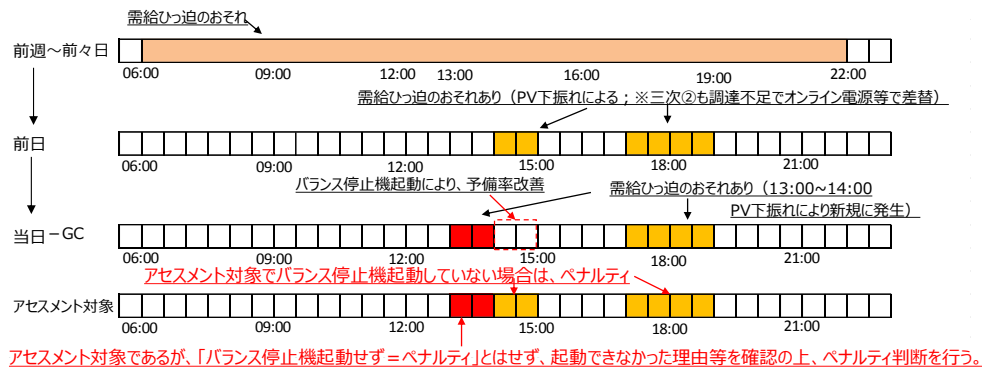 需給ひっ迫のおそれ
前週～前々日
06:00 09:00 12:00 13:00 16:00 19:00 22:00
需給ひっ迫のおそれあり（PV下振れによる；※三次②も調達不足でオンライン電源等で差替）
前日
06:00 09:00 12:00 15:00 18:00 21:00
バランス停止機起動により、予備率改善
需給ひっ迫のおそれあり（13:00~14:00
PV下振れにより新規に発生）
当日－GC
06:00 09:00 12:00 15:00 18:00 21:00
アセスメント対象でバランス停止機起動していない場合は、ペナルティ
アセスメント対象
06:00 09:00 12:00 15:00 18:00 21:00
アセスメント対象であるが、「バランス停止機起動せず＝ペナルティ」とはせず、起動できなかった理由等を確認の上、ペナルティ判断を行う。